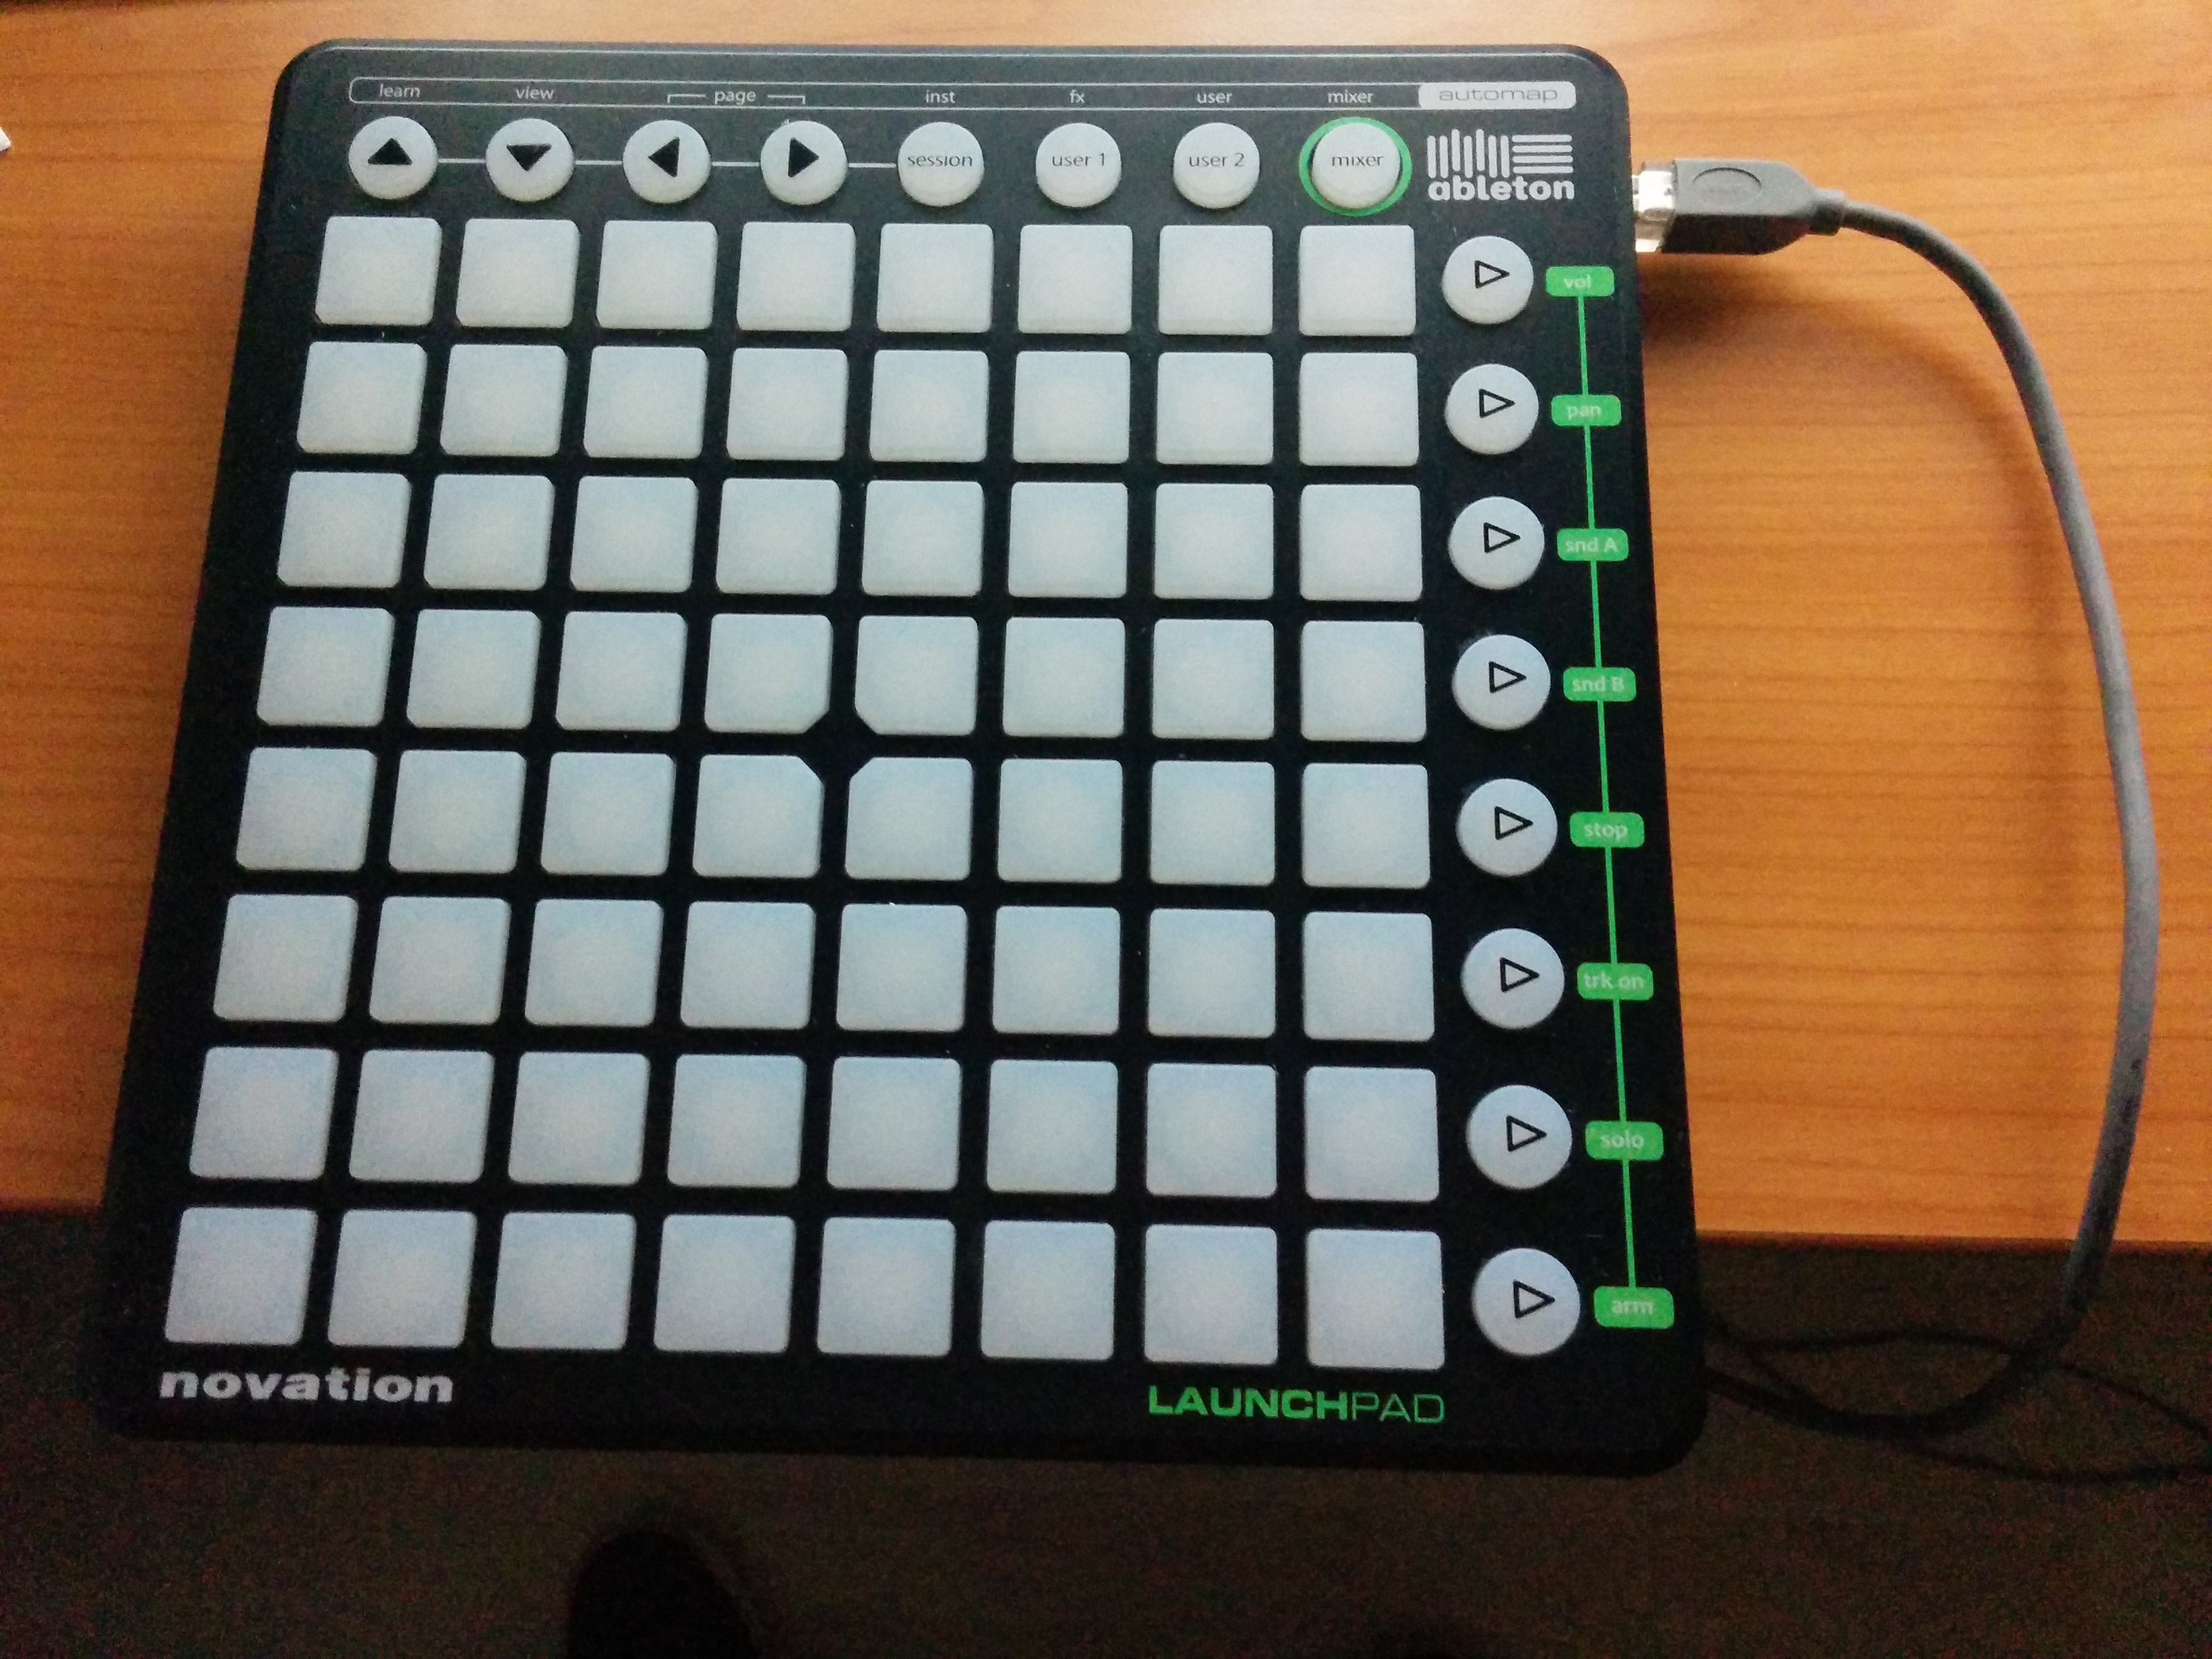 learn view page inst fx user mixer automap
session user 1 user 2 mixer
ableton
vol
pan
snd A
snd B
stop
trk on
solo
arm
novation
LAUNCHPAD